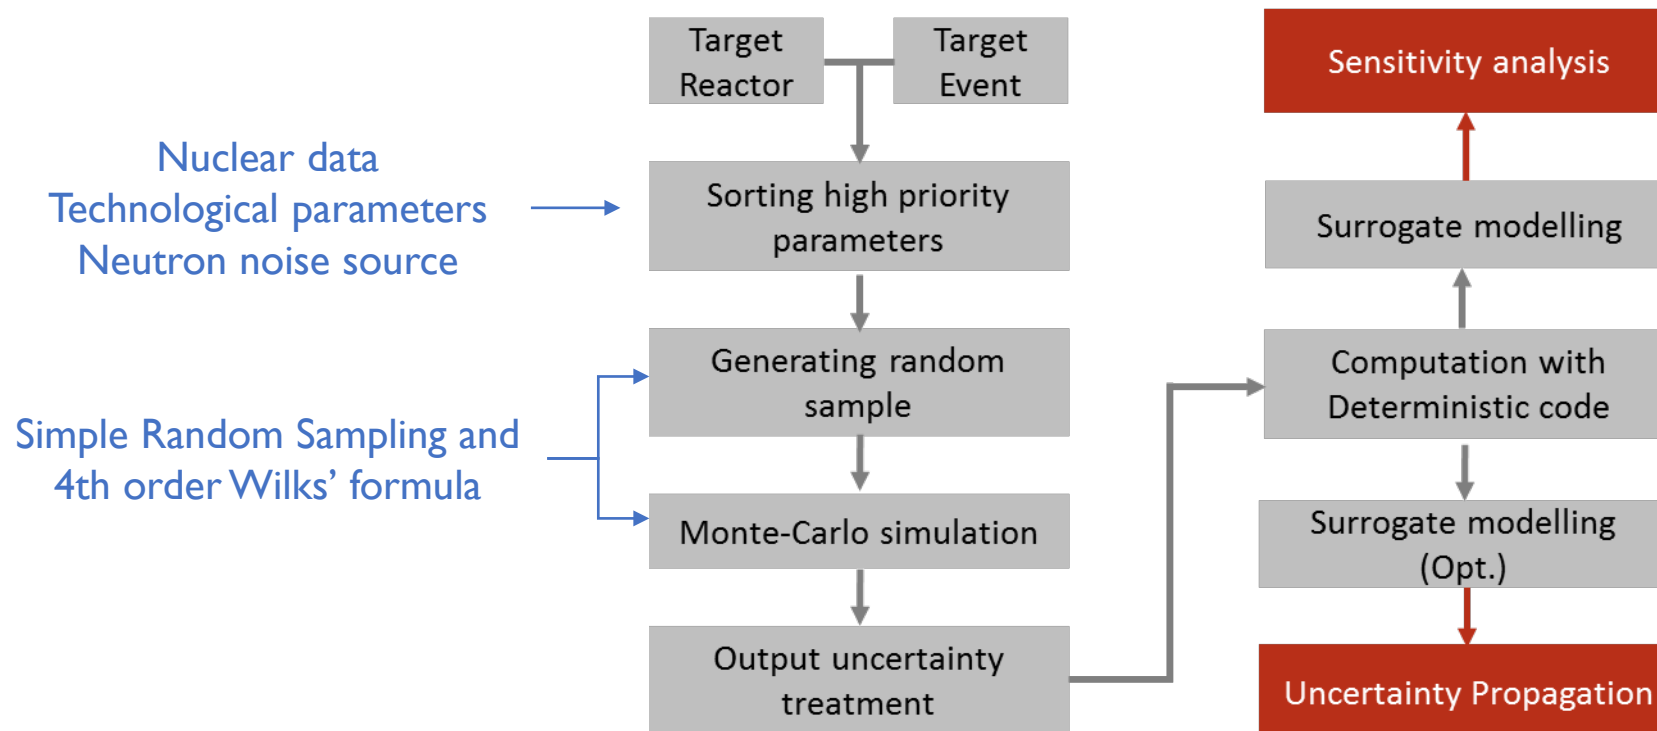 Target
Reactor
Target
Event
Nuclear data
Technological parameters
Neutron noise source
Sorting high priority
parameters
Generating random
sample
Simple Random Sampling and
4th order Wilks’ formula
Monte-Carlo simulation
Output uncertainty
treatment
Sensitivity analysis
Surrogate modelling
Computation with
Deterministic code
Surrogate modelling
(Opt.)
Uncertainty Propagation